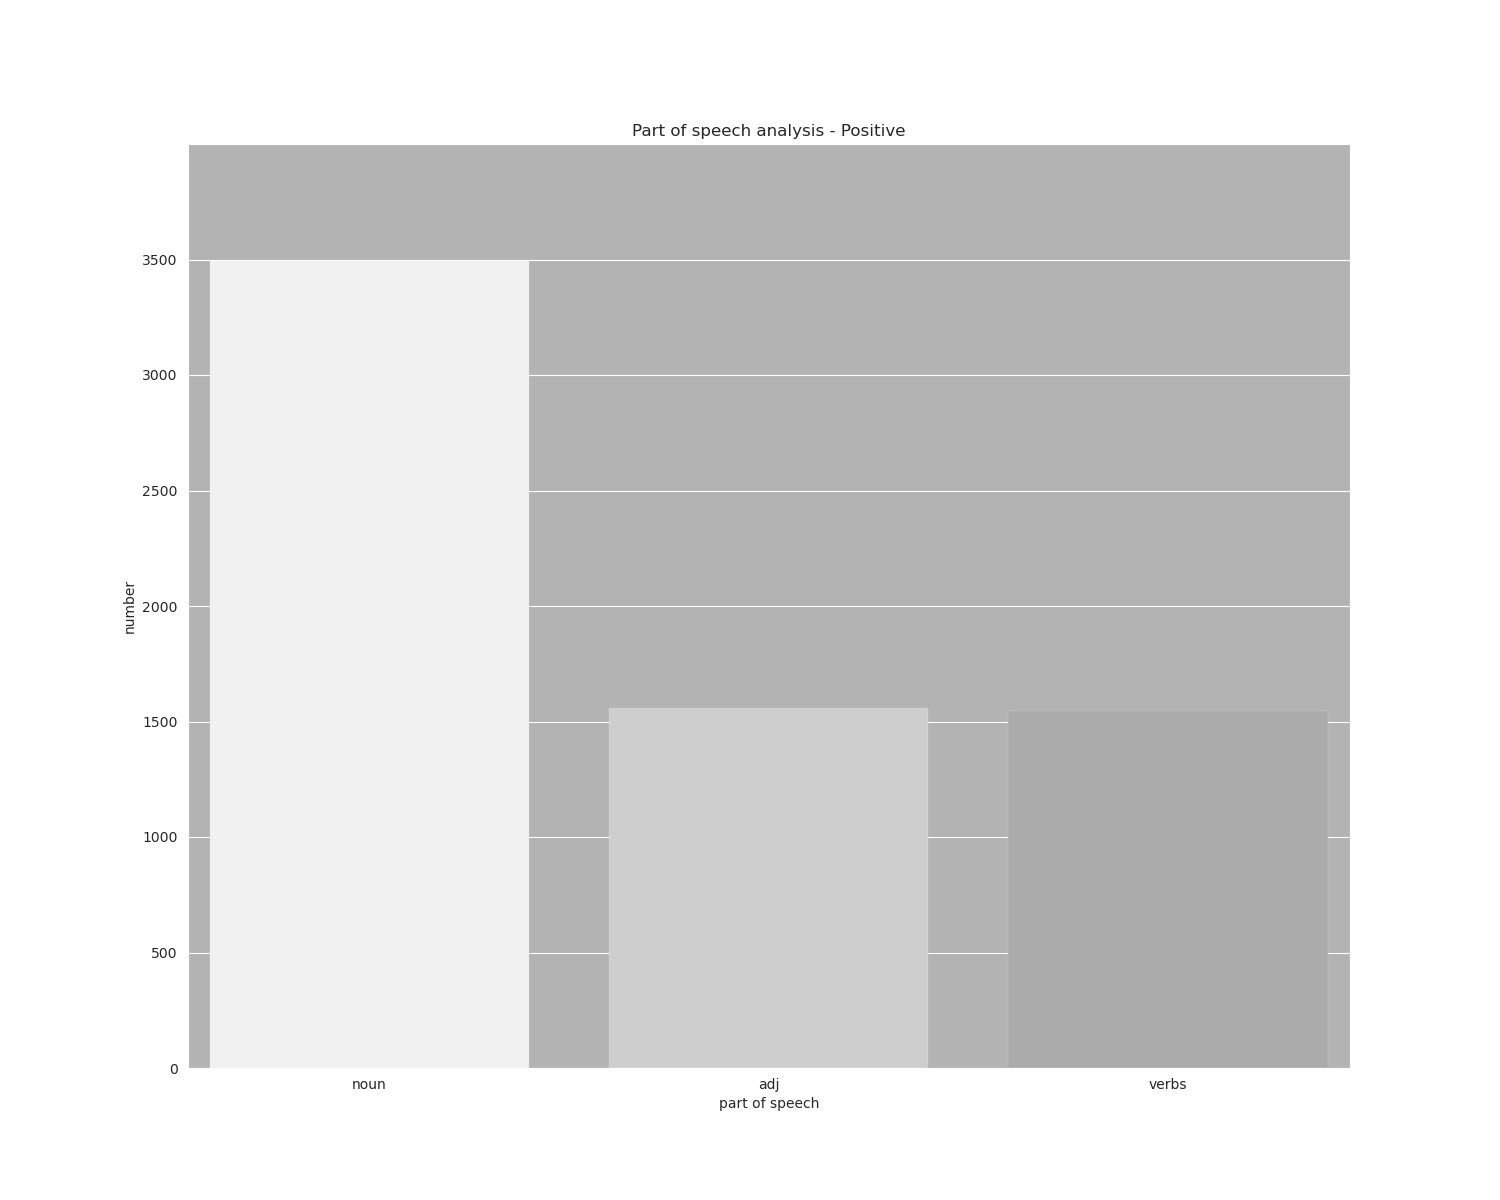 Part of speech analysis - Positive
3500
3000
2500
2000
1500
1000
500
0
number
noun adj verbs
part of speech